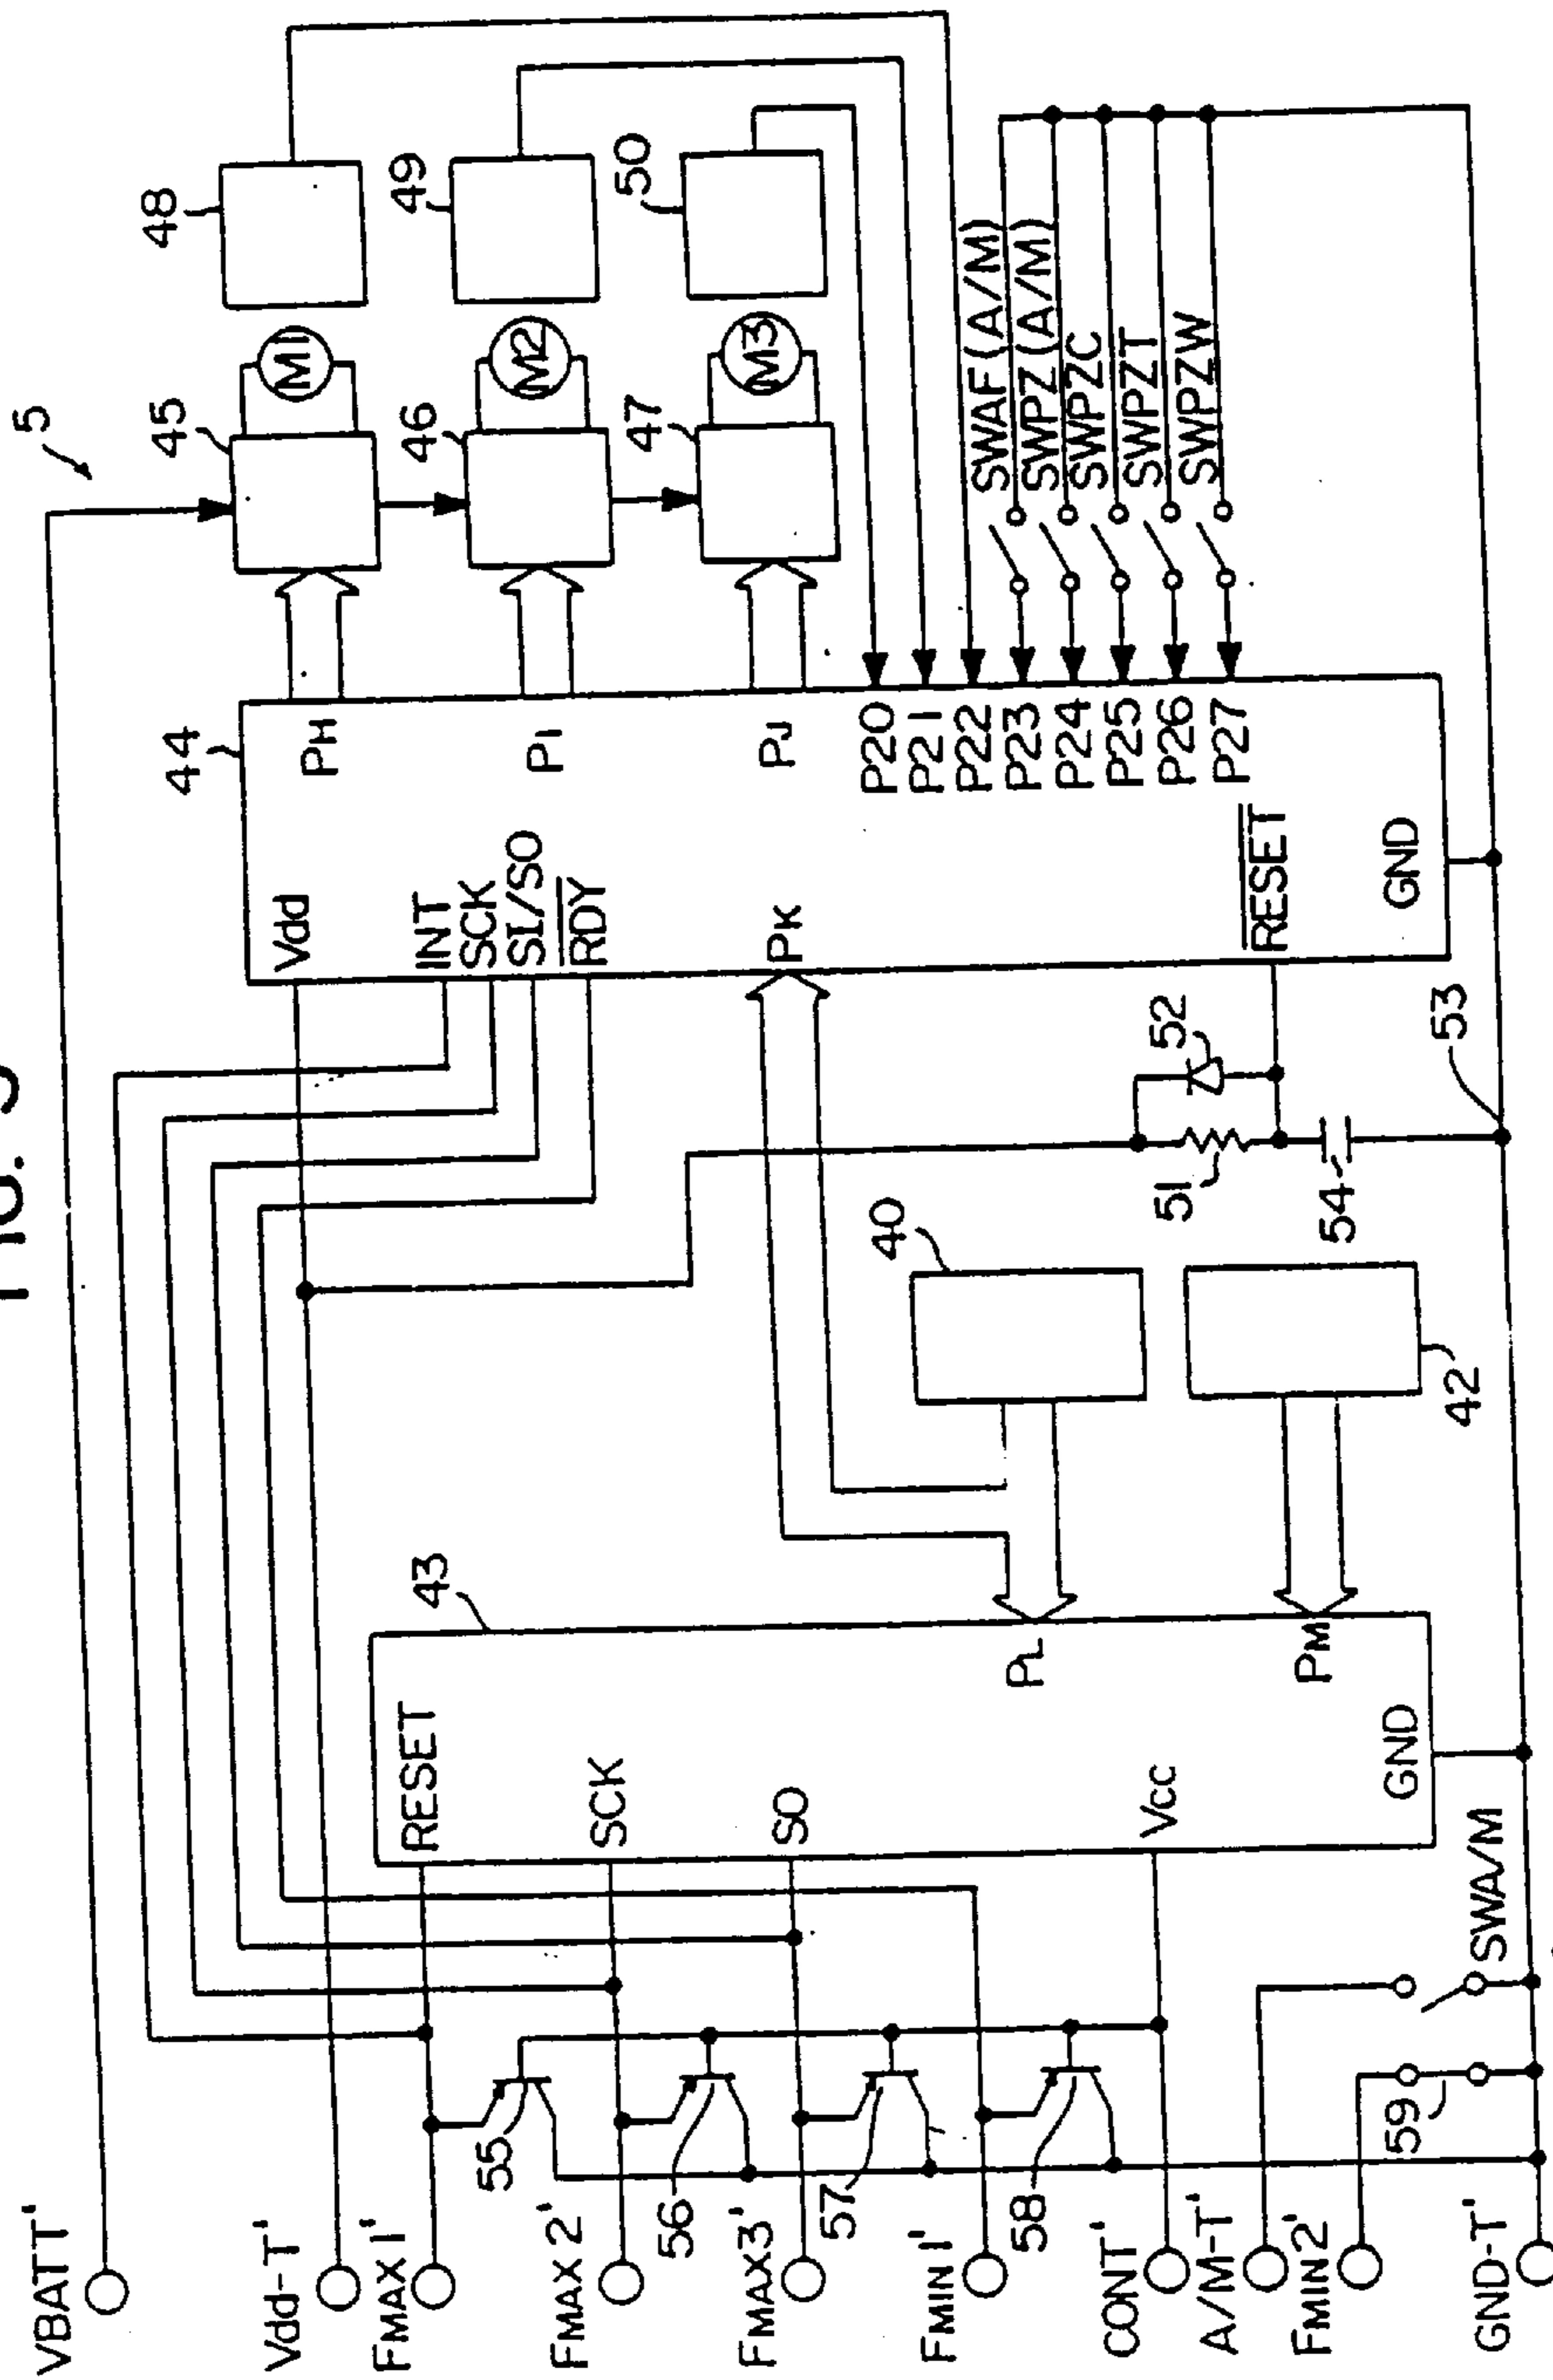 FIG. 5
5
VBATT'
Vdd-T'
FMAX1'
FMAX2'
FMAX3'
FMIN1'
CONT'
A/M-T'
FMIN2'
GND-T'
55
56
57
58
59
SWA/M
43
RESET
SCK
SO
Vcc
GND
PL
PM
40
42
51
52
54
53
44
Vdd
INT
SCK
SI/SO
RDY
PK
RESET
GND
PH
PI
PJ
P20
P21
P22
P23
P24
P25
P26
P27
45
46
47
M1
M2
M3
48
49
50
SWAF(A/M)
SWPZ(A/M)
SWPZC
SWPZT
SWPZW